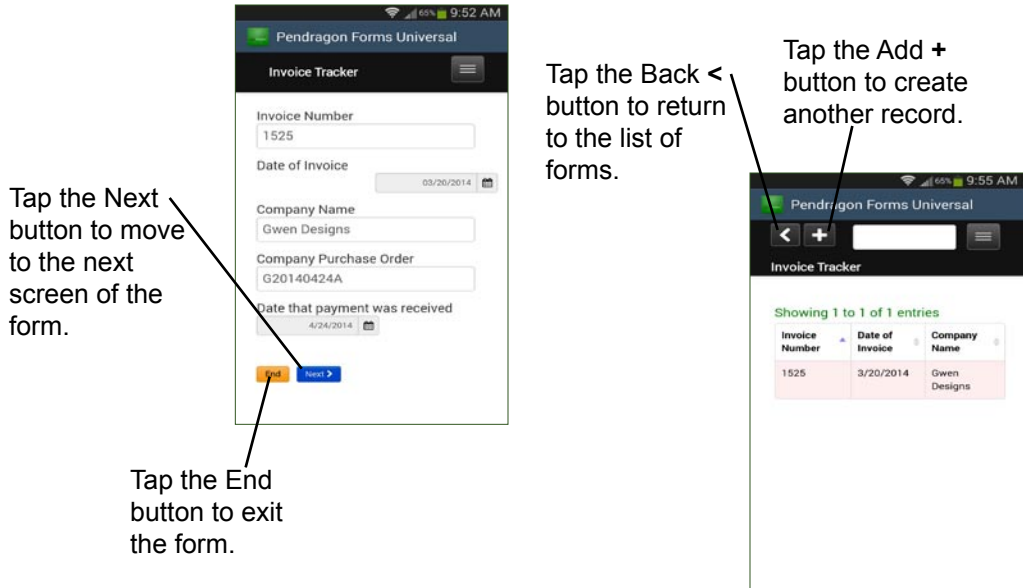 65% 9:52 AM
Pendragon Forms Universal
Invoice Tracker
Invoice Number
1525
Date of Invoice
03/20/2014
Company Name
Gwen Designs
Company Purchase Order
G20140424A
Date that payment was received
4/24/2014
End Next >
Tap the Next
button to move
to the next
screen of the
form.
Tap the End
button to exit
the form.
Tap the Back <
button to return
to the list of
forms.
Tap the Add +
button to create
another record.
65% 9:55 AM
Pendragon Forms Universal
< +
Invoice Tracker
Showing 1 to 1 of 1 entries
Invoice Number Date of Invoice Company Name
1525 3/20/2014 Gwen Designs